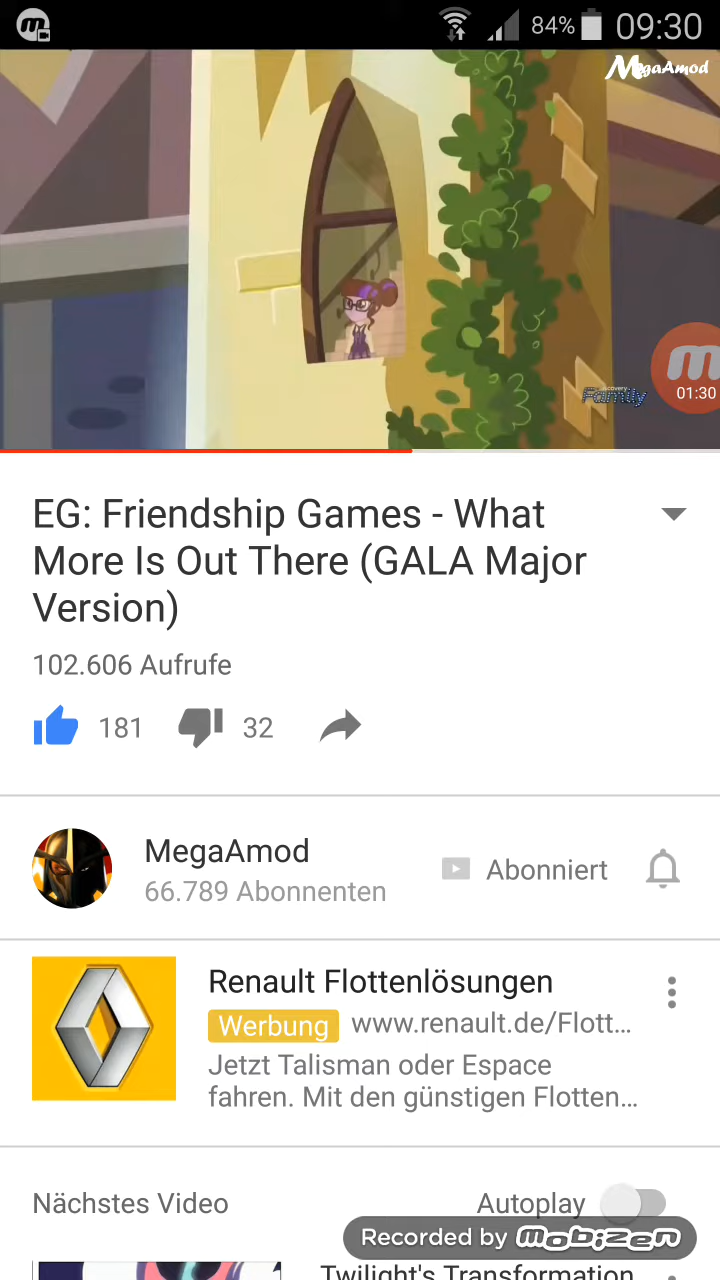 84% 09:30
MegaAmod
Discovery
Family
01:30
EG: Friendship Games - What
More Is Out There (GALA Major
Version)
102.606 Aufrufe
181 32
MegaAmod
66.789 Abonnenten
Abonniert
Renault Flottenlösungen
Werbung www.renault.de/Flott...
Jetzt Talisman oder Espace
fahren. Mit den günstigen Flotten...
Nächstes Video Autoplay
Recorded by mobizen
Twilight's Transformation